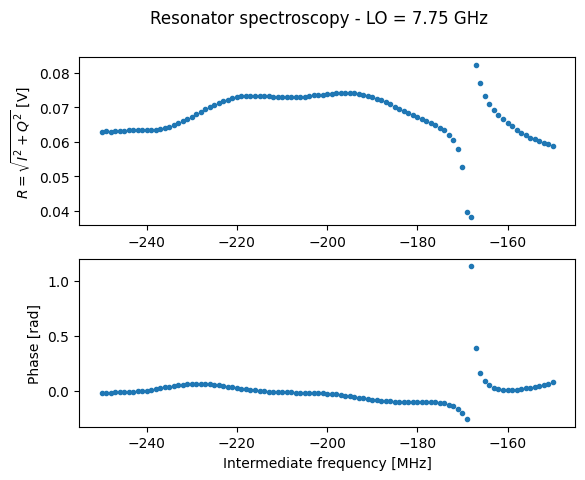 Resonator spectroscopy - LO = 7.75 GHz
R = √I² + Q² [V]
0.08
0.07
0.06
0.05
0.04
−240 −220 −200 −180 −160
Phase [rad]
1.0
0.5
0.0
−240 −220 −200 −180 −160
Intermediate frequency [MHz]